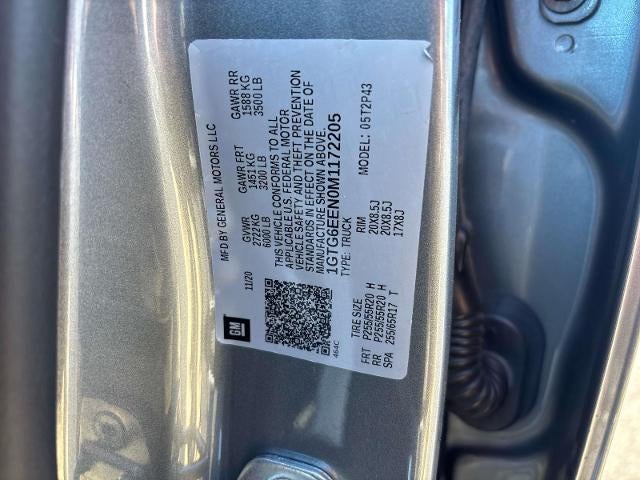 MFD BY GENERAL MOTORS LLC
11/20
GVWR GAWR FRT GAWR RR
2722 KG 1451 KG 1588 KG
6000 LB 3200 LB 3500 LB
THIS VEHICLE CONFORMS TO ALL
APPLICABLE U.S. FEDERAL MOTOR
VEHICLE SAFETY AND THEFT PREVENTION
STANDARDS IN EFFECT ON THE DATE OF
MANUFACTURE SHOWN ABOVE.
1GTG6EEN0M1172205
TYPE: TRUCK MODEL: 05T2P43
TIRE SIZE RIM
FRT P255/55R20 H 20X8.5J
RR P255/55R20 H 20X8.5J
SPA 255/65R17 T 17X8J
GM
464C